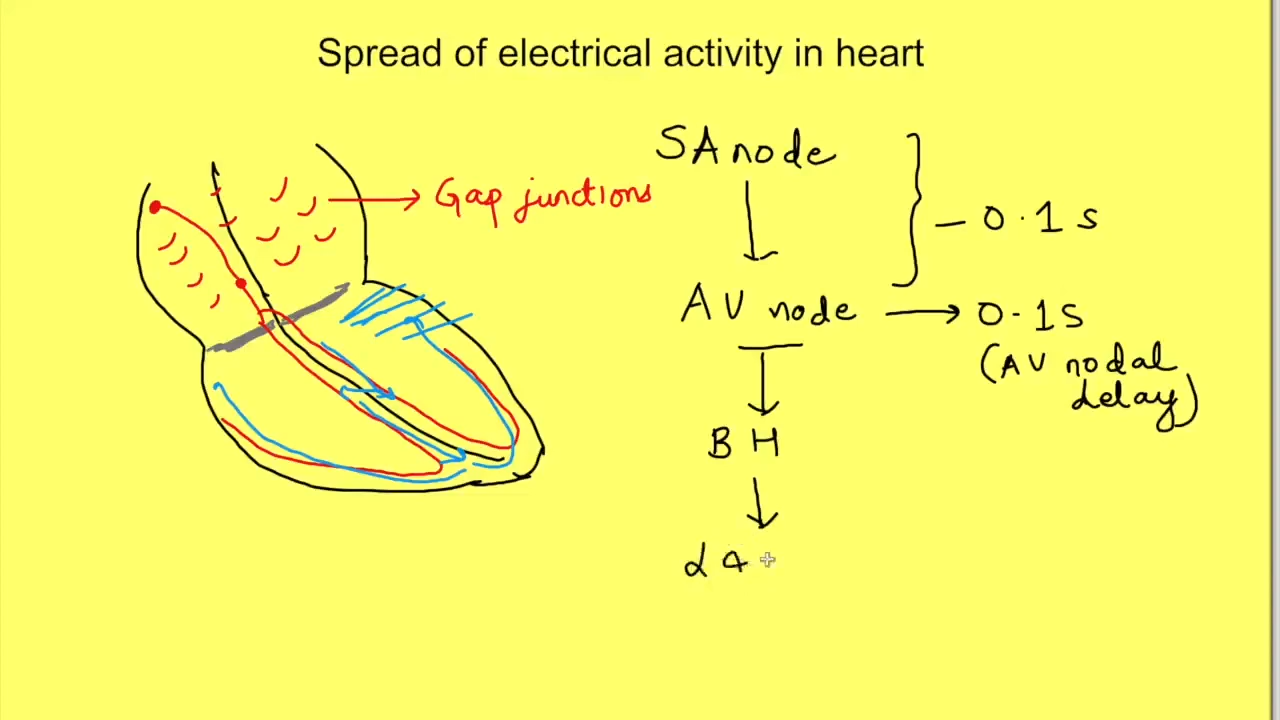 Spread of electrical activity in heart
SA node
Gap junctions
- 0.1 s
AV node → 0.1 s
(AV nodal
delay)
BH